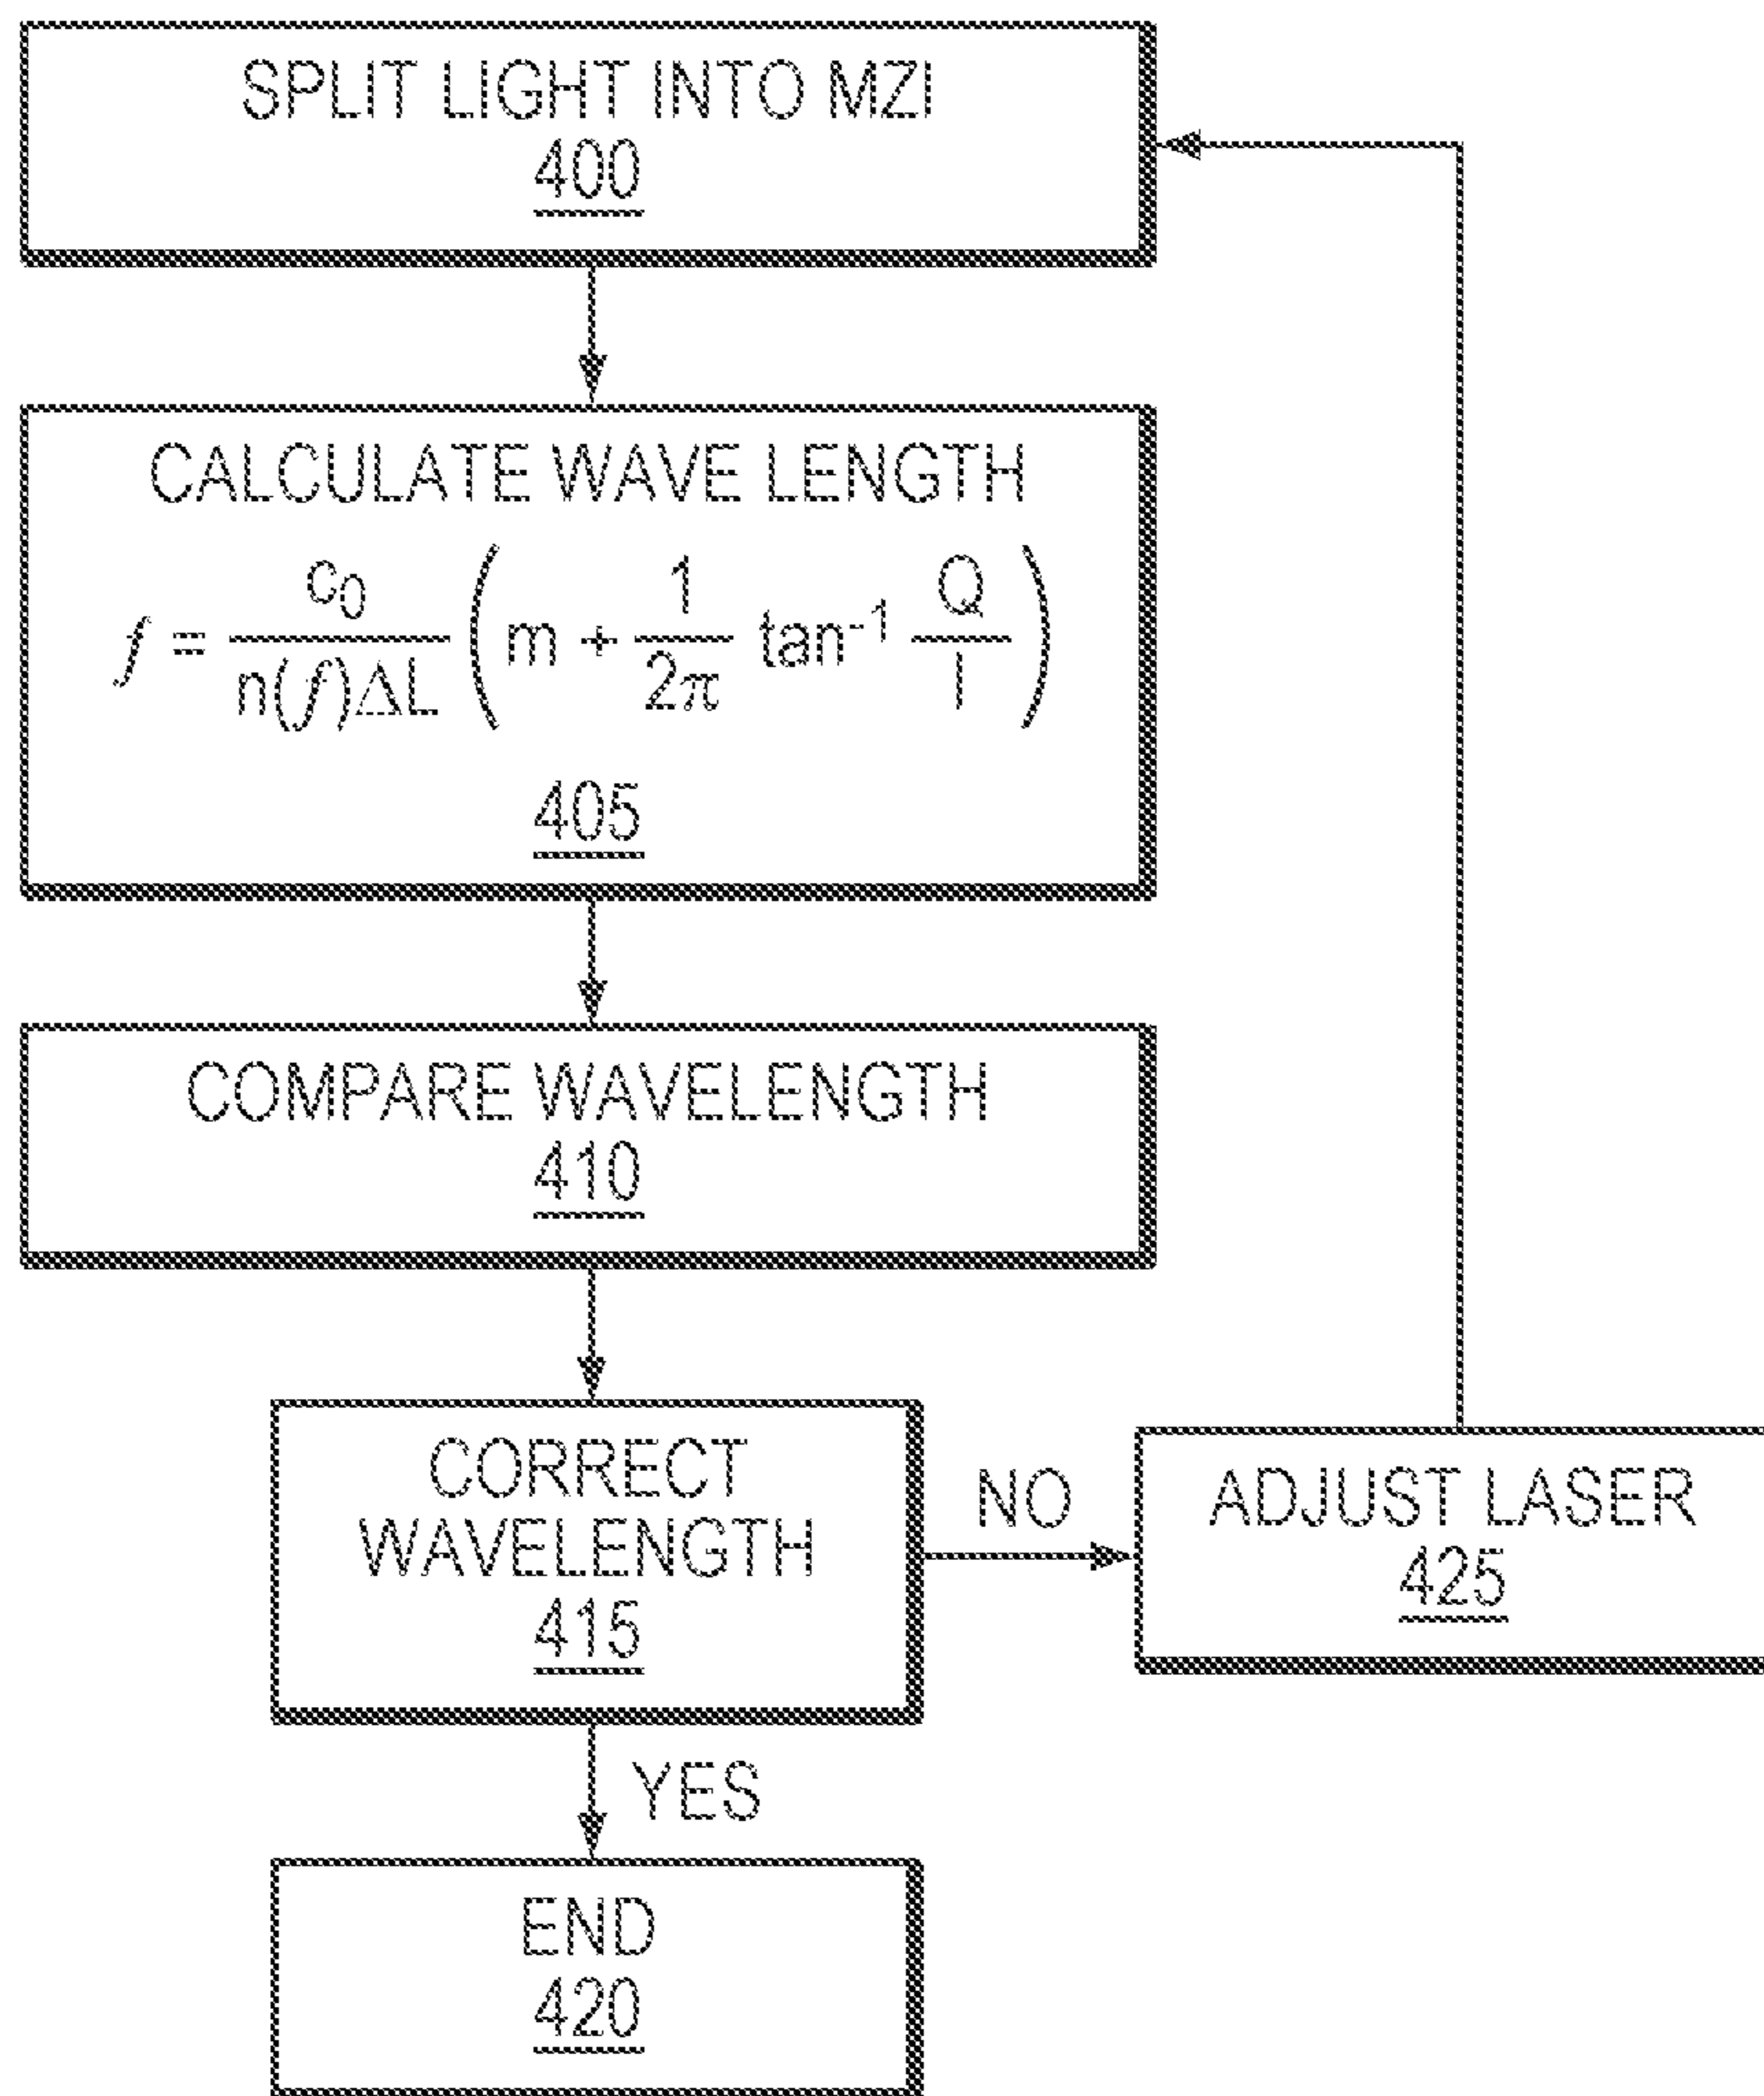 SPLIT LIGHT INTO MZI
400
CALCULATE WAVE LENGTH
f = c₀ / n(f)ΔL ( m + 1 / 2π tan⁻¹ Q / I )
405
COMPARE WAVELENGTH
410
CORRECT
WAVELENGTH
415
NO
ADJUST LASER
425
YES
END
420